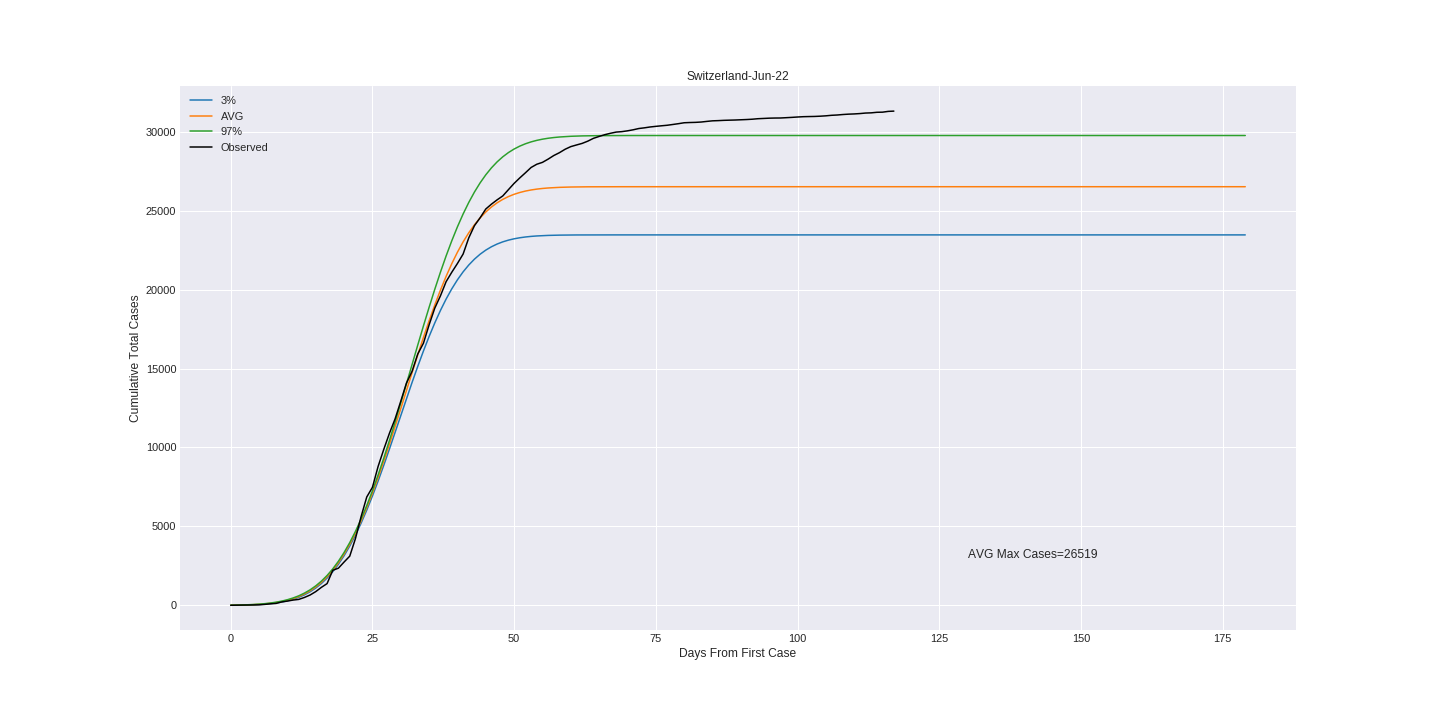 Switzerland-Jun-22
3%
AVG
97%
Observed
30000
25000
20000
15000
10000
5000
0
Cumulative Total Cases
AVG Max Cases=26519
0 25 50 75 100 125 150 175
Days From First Case